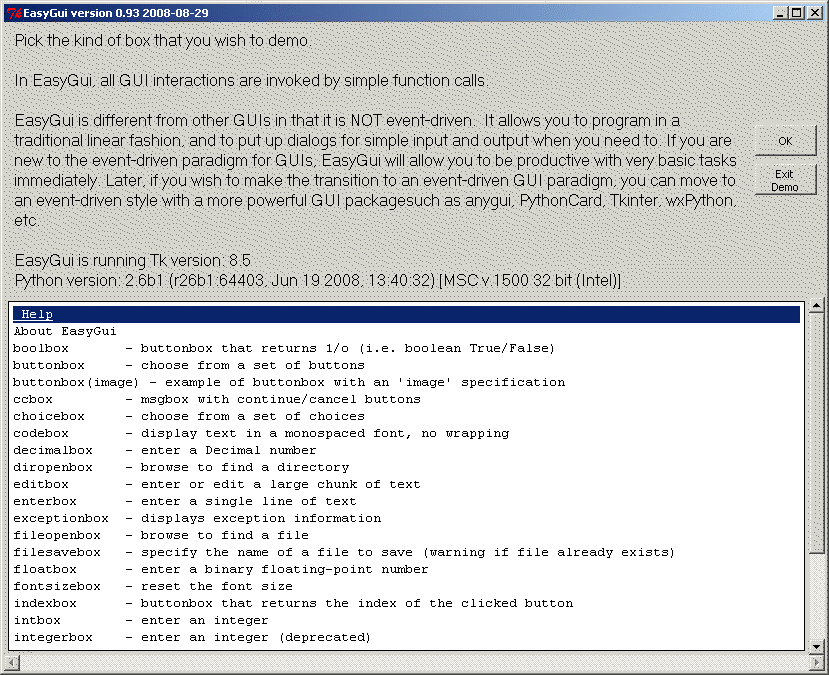 EasyGui version 0.93 2008-08-29
Pick the kind of box that you wish to demo.
In EasyGui, all GUI interactions are invoked by simple function calls.
EasyGui is different from other GUIs in that it is NOT event-driven.  It allows you to program in a
traditional linear fashion, and to put up dialogs for simple input and output when you need to. If you are
new to the event-driven paradigm for GUIs, EasyGui will allow you to be productive with very basic tasks
immediately. Later, if you wish to make the transition to an event-driven GUI paradigm, you can move to
an event-driven style with a more powerful GUI packagesuch as anygui, PythonCard, Tkinter, wxPython,
etc.
EasyGui is running Tk version: 8.5
Python version: 2.6b1 (r26b1:64403, Jun 19 2008, 13:40:32) [MSC v.1500 32 bit (Intel)]
OK
Exit
Demo
Help
About EasyGui
boolbox - buttonbox that returns 1/o (i.e. boolean True/False)
buttonbox - choose from a set of buttons
buttonbox(image) - example of buttonbox with an 'image' specification
ccbox - msgbox with continue/cancel buttons
choicebox - choose from a set of choices
codebox - display text in a monospaced font, no wrapping
decimalbox - enter a Decimal number
diropenbox - browse to find a directory
editbox - enter or edit a large chunk of text
enterbox - enter a single line of text
exceptionbox - displays exception information
fileopenbox - browse to find a file
filesavebox - specify the name of a file to save (warning if file already exists)
floatbox - enter a binary floating-point number
fontsizebox - reset the font size
indexbox - buttonbox that returns the index of the clicked button
intbox - enter an integer
integerbox - enter an integer (deprecated)